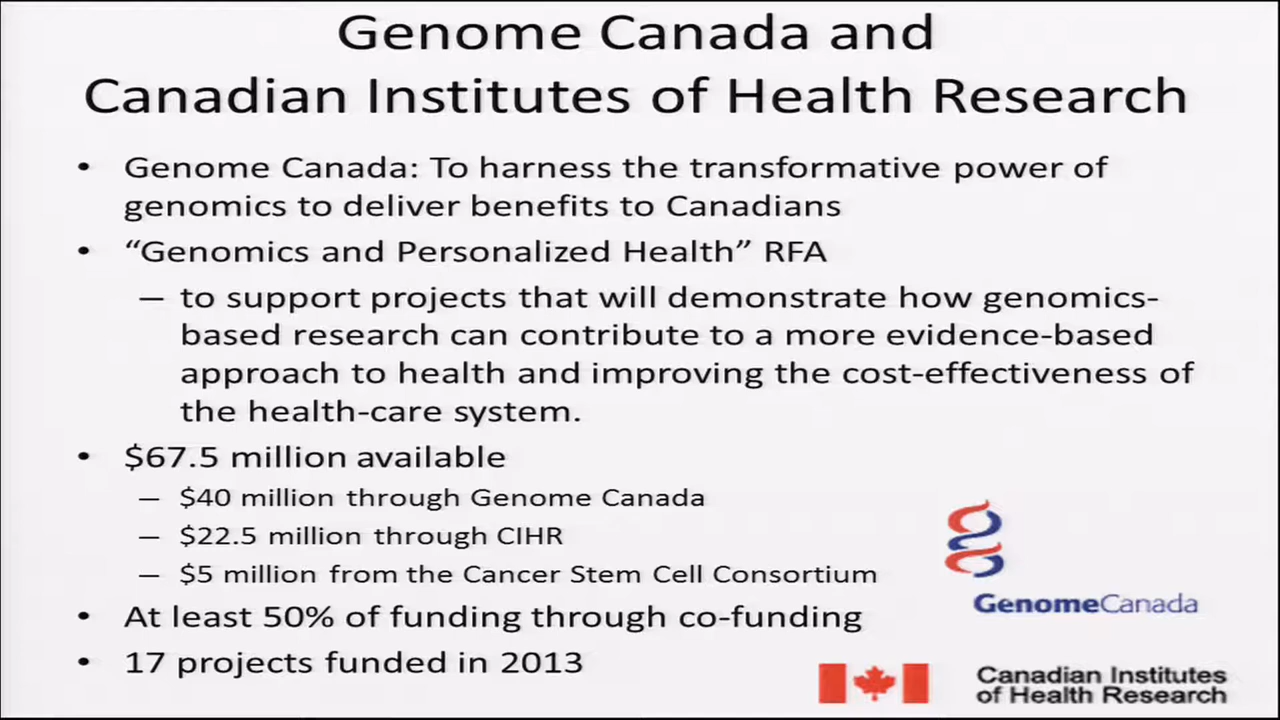 Genome Canada and
Canadian Institutes of Health Research
• Genome Canada: To harness the transformative power of
genomics to deliver benefits to Canadians
• “Genomics and Personalized Health” RFA
– to support projects that will demonstrate how genomics-
based research can contribute to a more evidence-based
approach to health and improving the cost-effectiveness of
the health-care system.
• $67.5 million available
– $40 million through Genome Canada
– $22.5 million through CIHR
– $5 million from the Cancer Stem Cell Consortium
• At least 50% of funding through co-funding
• 17 projects funded in 2013
GenomeCanada
Canadian Institutes
of Health Research